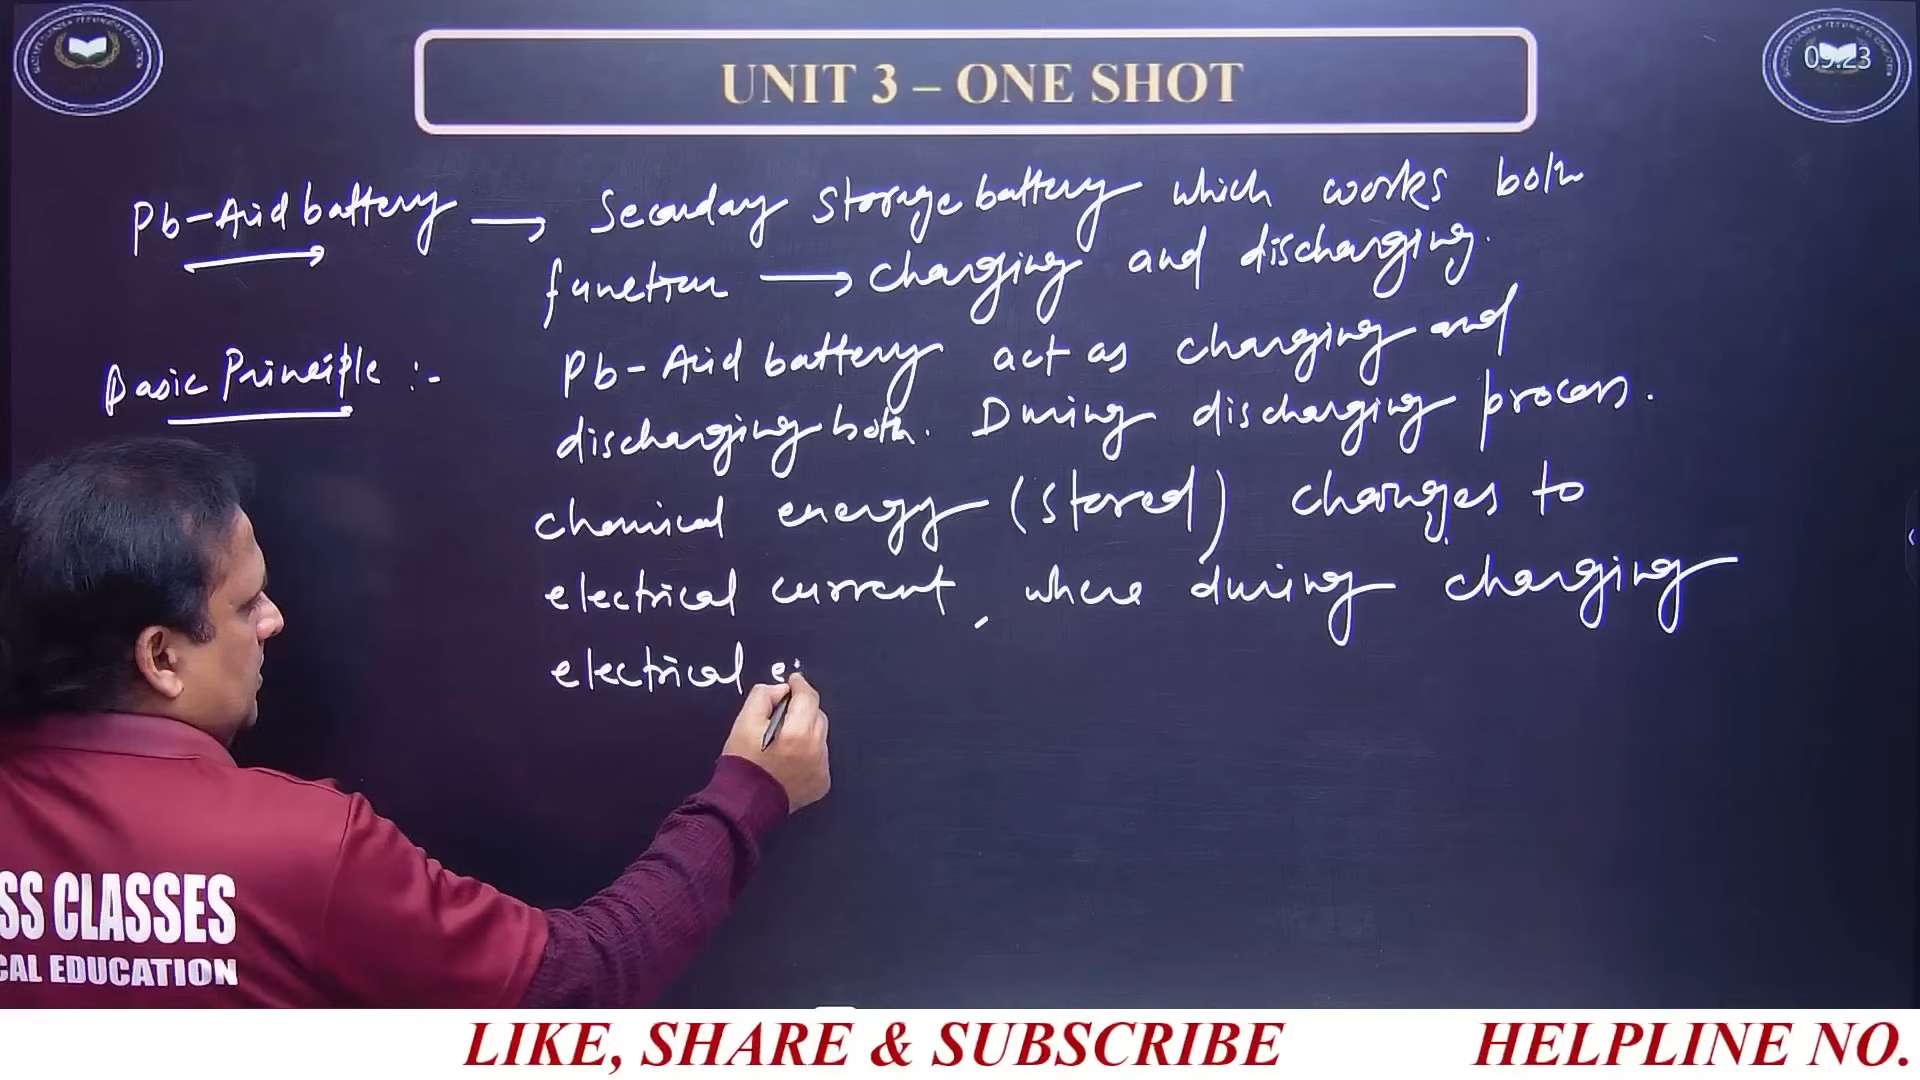 UNIT 3 – ONE SHOT
09:23
Pb-Acid battery → Secondary storage battery which works both
function → charging and discharging.
Basic Principle :- Pb-Acid battery act as charging and
discharging both. During discharging process.
chemical energy (stored) changes to
electrical current, where during charging
electrical e
SS CLASSES
CAL EDUCATION
LIKE, SHARE & SUBSCRIBE HELPLINE NO.